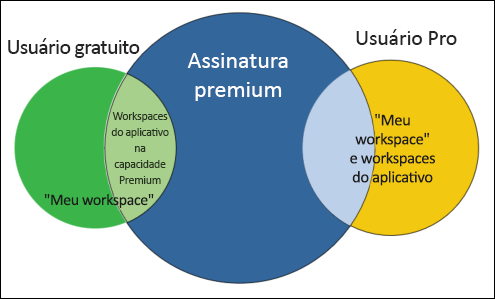 Usuário gratuito
Assinatura
premium
Usuário Pro
Workspaces
do aplicativo
na
capacidade
Premium
"Meu workspace"
"Meu
workspace"
e workspaces
do aplicativo